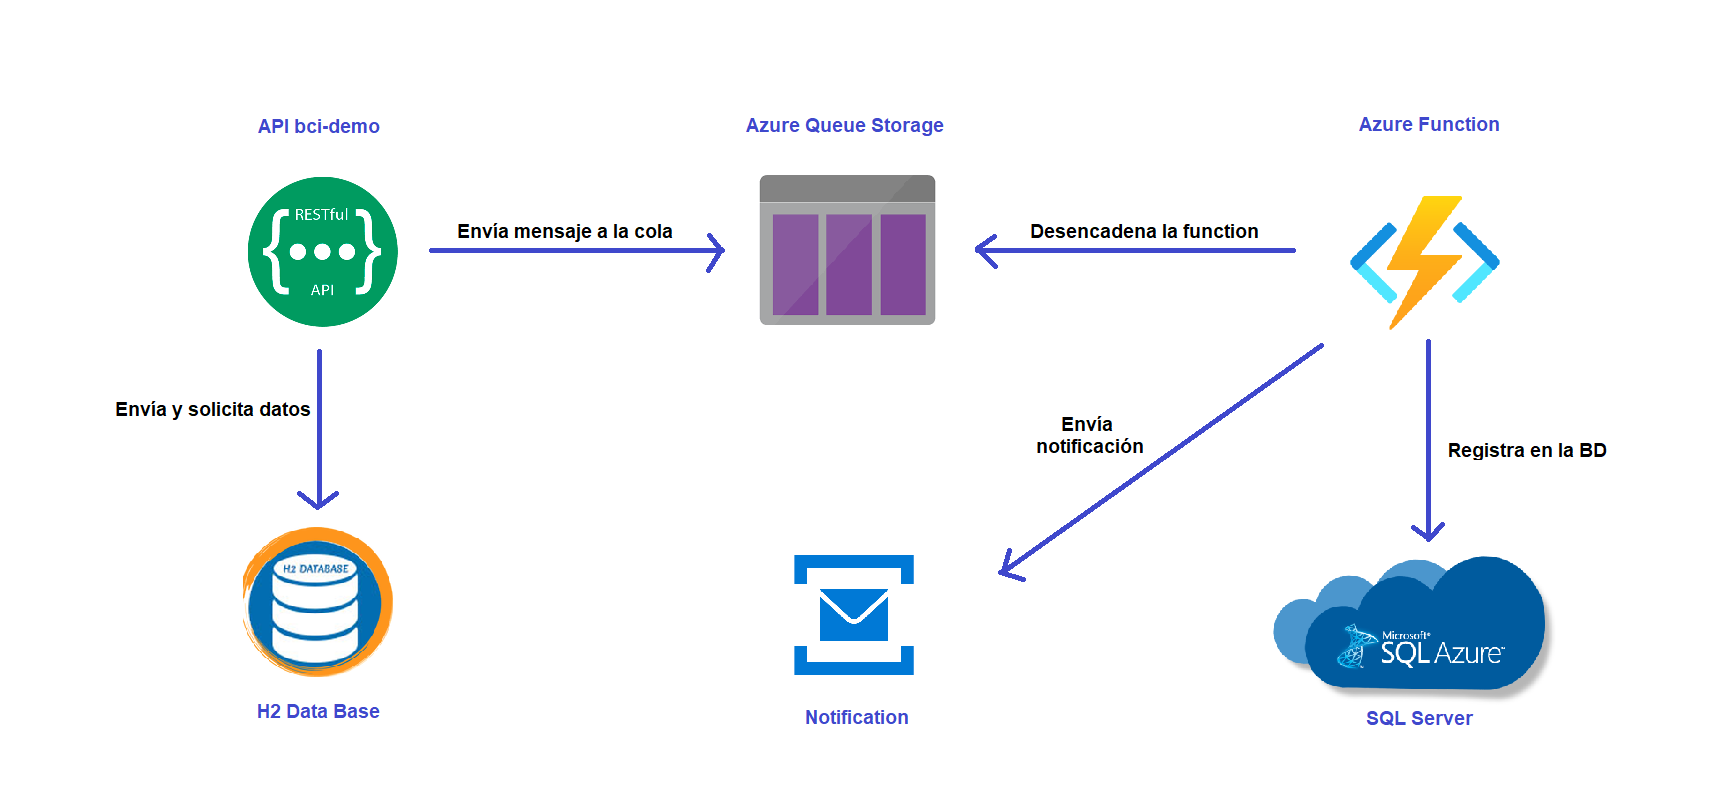 API bci-demo
Azure Queue Storage
Azure Function
RESTful
API
Envía mensaje a la cola
Desencadena la function
Envía y solicita datos
Envía
notificación
Registra en la BD
H2 DATABASE
Microsoft®
SQL Azure™
H2 Data Base
Notification
SQL Server